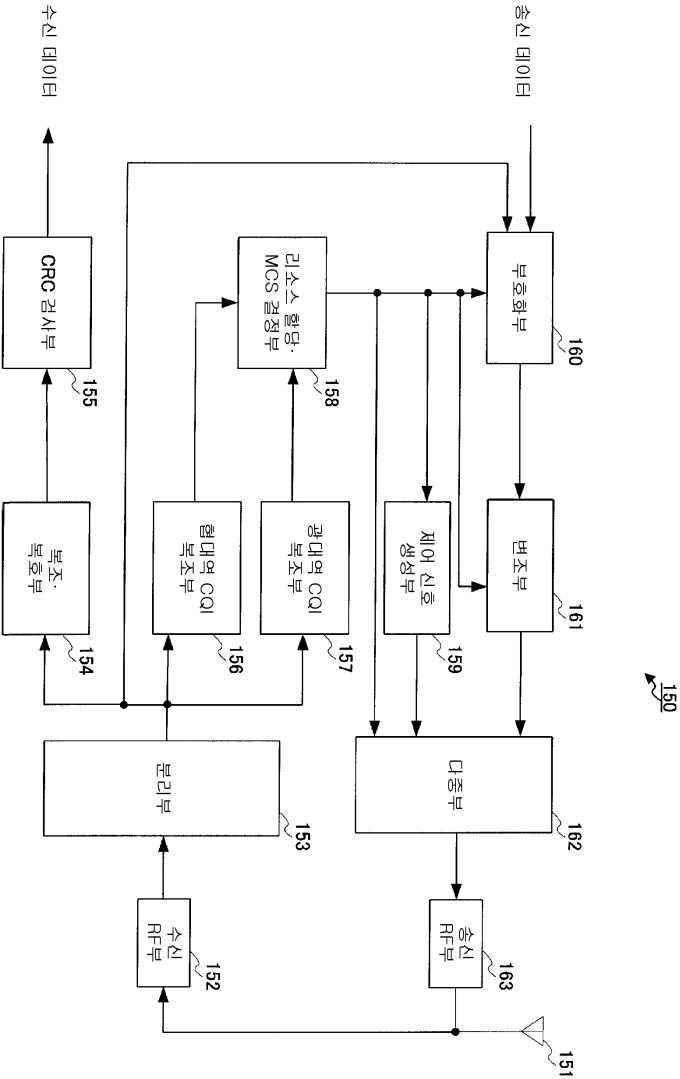 150
송신 데이터
부호화부
160
변조부
161
다중부
162
송신
RF부
163
151
제어 신호
생성부
159
리소스 할당·
MCS 결정부
158
광대역 CQI
복조부
157
협대역 CQI
복조부
156
분리부
153
수신
RF부
152
수신 데이터
CRC 검사부
155
복조·
복호부
154